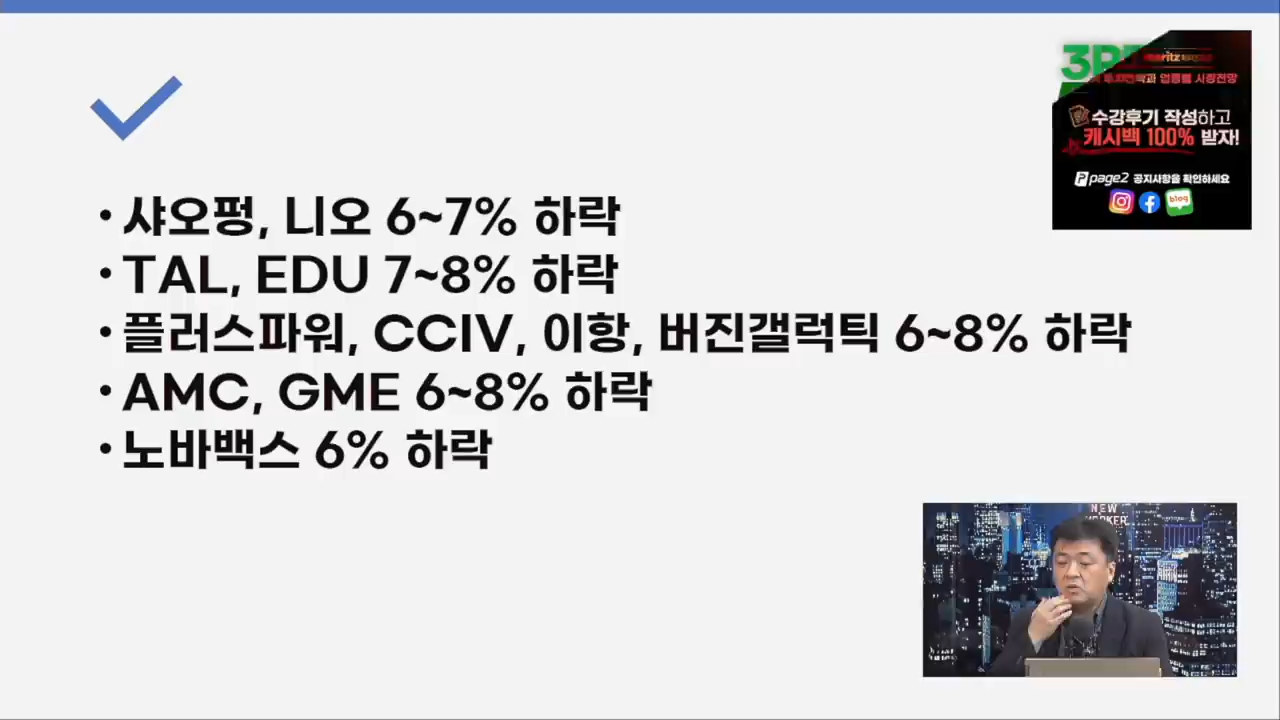 • 샤오펑, 니오 6~7% 하락
• TAL, EDU 7~8% 하락
• 플러스파워, CCIV, 이항, 버진갤럭틱 6~8% 하락
• AMC, GME 6~8% 하락
• 노바백스 6% 하락
수강후기 작성하고
캐시백 100% 받자!
page2 공지사항을 확인하세요
blog
NEW